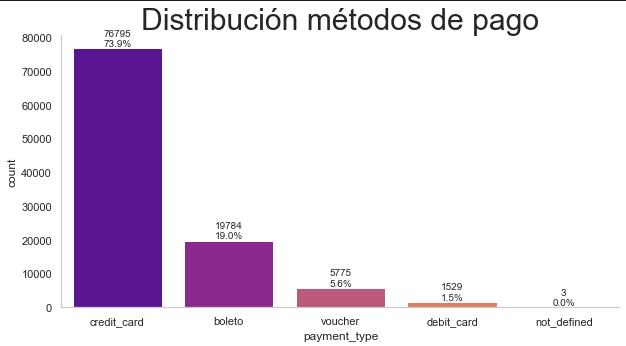 Distribución métodos de pago
76795
73.9%
19784
19.0%
5775
5.6%
1529
1.5%
3
0.0%
80000
70000
60000
50000
40000
30000
20000
10000
0
count
credit_card
boleto
voucher
debit_card
not_defined
payment_type